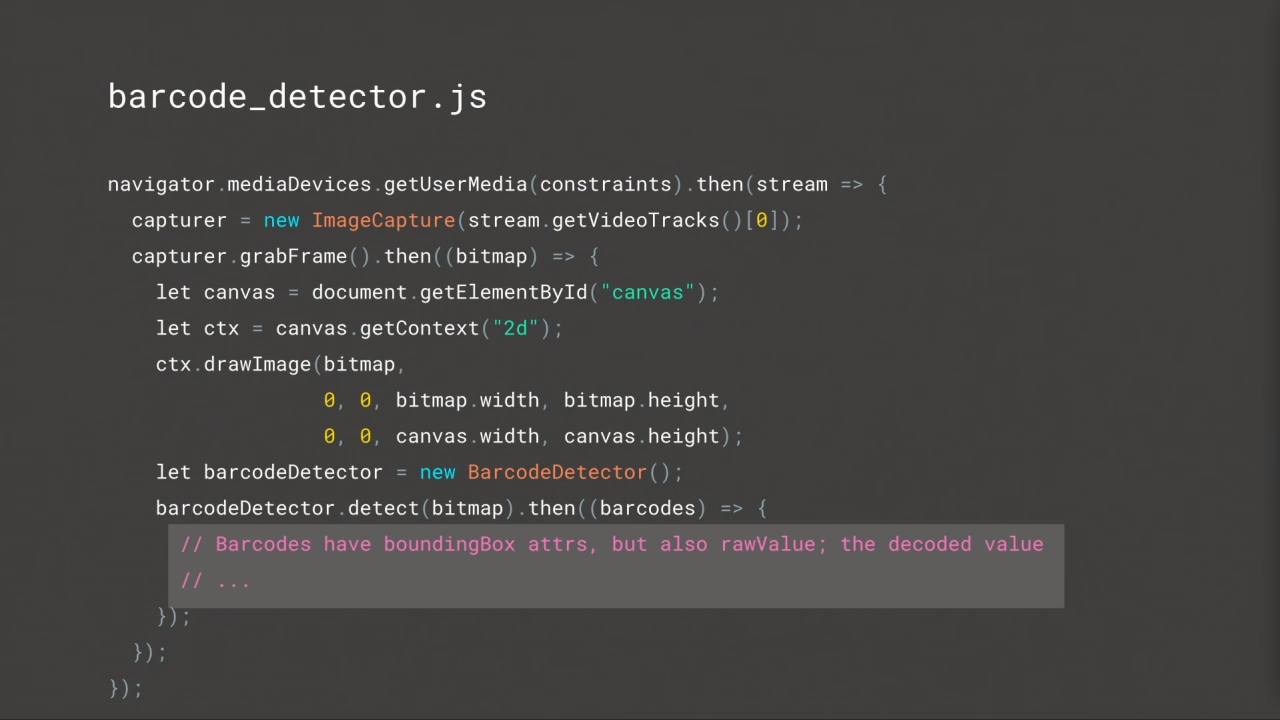 barcode_detector.js
navigator.mediaDevices.getUserMedia(constraints).then(stream => {
capturer = new ImageCapture(stream.getVideoTracks()[0]);
capturer.grabFrame().then((bitmap) => {
let canvas = document.getElementById("canvas");
let ctx = canvas.getContext("2d");
ctx.drawImage(bitmap,
0, 0, bitmap.width, bitmap.height,
0, 0, canvas.width, canvas.height);
let barcodeDetector = new BarcodeDetector();
barcodeDetector.detect(bitmap).then((barcodes) => {
// Barcodes have boundingBox attrs, but also rawValue; the decoded value
// ...
});
});
});